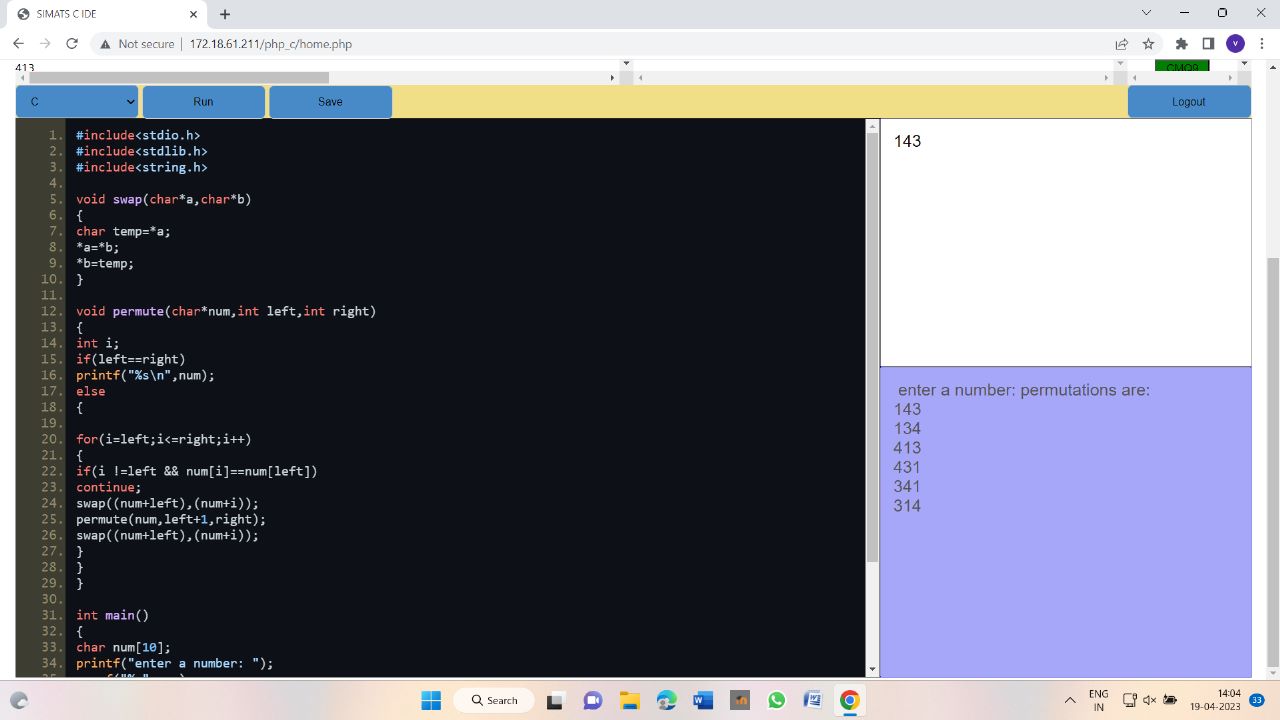 SIMATS C IDE
Not secure | 172.18.61.211/php_c/home.php
V
413
C
Run
Save
Logout
1. #include<stdio.h>
2. #include<stdlib.h>
3. #include<string.h>
4.
5. void swap(char*a,char*b)
6. {
7. char temp=*a;
8. *a=*b;
9. *b=temp;
10. }
11.
12. void permute(char*num,int left,int right)
13. {
14. int i;
15. if(left==right)
16. printf("%s\n",num);
17. else
18. {
19.
20. for(i=left;i<=right;i++)
21. {
22. if(i !=left && num[i]==num[left])
23. continue;
24. swap((num+left),(num+i));
25. permute(num,left+1,right);
26. swap((num+left),(num+i));
27. }
28. }
29. }
30.
31. int main()
32. {
33. char num[10];
34. printf("enter a number: ");
143
enter a number: permutations are:
143
134
413
431
341
314
Search
ENG
IN
14:04
19-04-2023
33